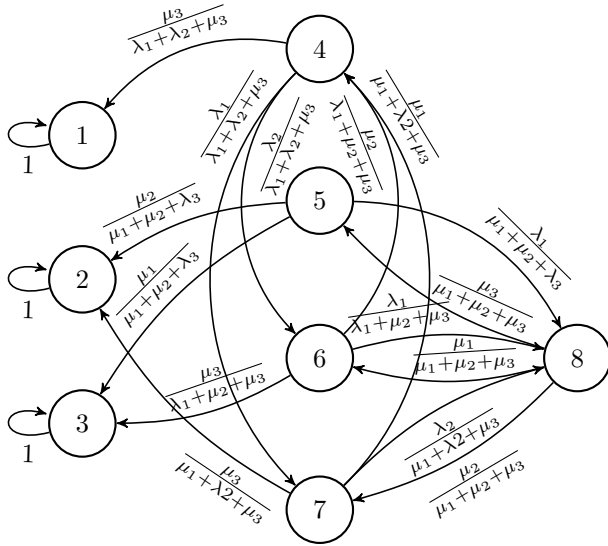 4
μ₃
λ₁+λ₂+μ₃
1
1
λ₁
λ₁+λ₂+μ₃
λ₂
λ₁+λ₂+μ₃
μ₂
λ₁+μ₂+μ₃
μ₁
μ₁+λ2+μ₃
5
μ₂
μ₁+μ₂+λ₃
λ₁
μ₁+μ₂+λ₃
2
1
μ₁
μ₁+μ₂+λ₃
μ₃
μ₁+μ₂+μ₃
6
λ₁
λ₁+μ₂+μ₃
μ₁
μ₁+μ₂+μ₃
8
3
1
μ₃
λ₁+μ₂+μ₃
λ₂
μ₁+λ2+μ₃
μ₃
μ₁+λ2+μ₃
μ₂
μ₁+μ₂+μ₃
7